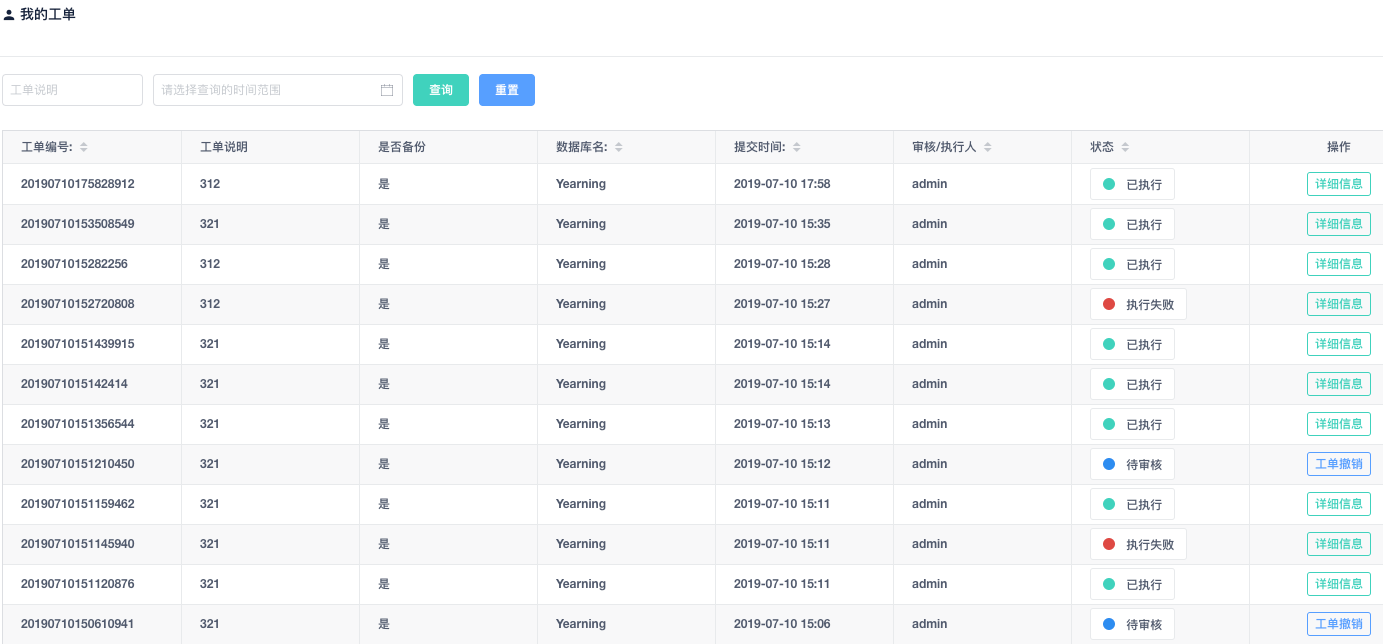 我的工单
工单说明 请选择查询的时间范围 查询 重置
工单编号: 工单说明 是否备份 数据库名: 提交时间: 审核/执行人 状态 操作
20190710175828912 312 是 Yearning 2019-07-10 17:58 admin 已执行 详细信息
20190710153508549 321 是 Yearning 2019-07-10 15:35 admin 已执行 详细信息
2019071015282256 312 是 Yearning 2019-07-10 15:28 admin 已执行 详细信息
20190710152720808 312 是 Yearning 2019-07-10 15:27 admin 执行失败 详细信息
20190710151439915 321 是 Yearning 2019-07-10 15:14 admin 已执行 详细信息
2019071015142414 321 是 Yearning 2019-07-10 15:14 admin 已执行 详细信息
20190710151356544 321 是 Yearning 2019-07-10 15:13 admin 已执行 详细信息
20190710151210450 321 是 Yearning 2019-07-10 15:12 admin 待审核 工单撤销
20190710151159462 321 是 Yearning 2019-07-10 15:11 admin 已执行 详细信息
20190710151145940 321 是 Yearning 2019-07-10 15:11 admin 执行失败 详细信息
20190710151120876 321 是 Yearning 2019-07-10 15:11 admin 已执行 详细信息
20190710150610941 321 是 Yearning 2019-07-10 15:06 admin 待审核 工单撤销